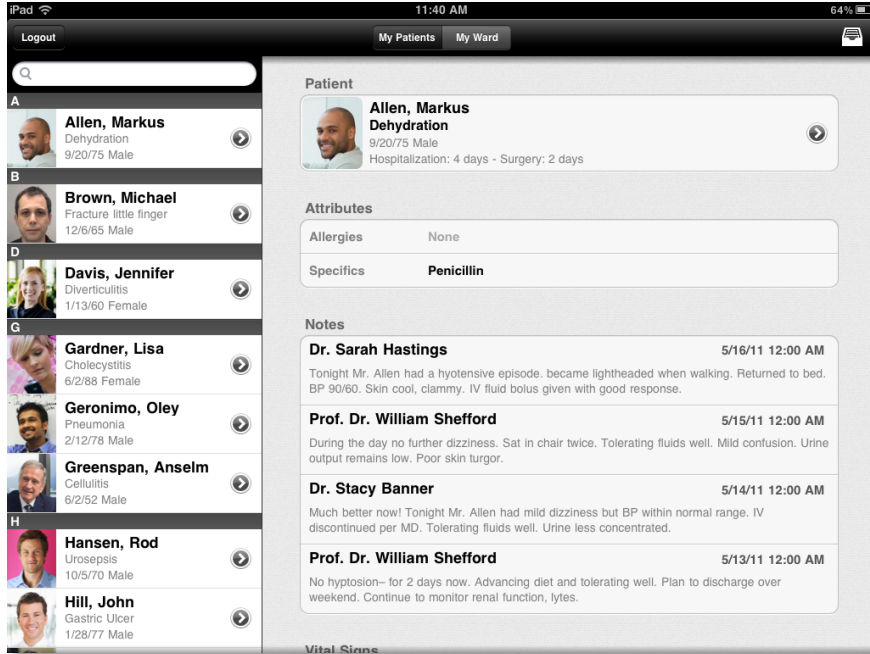 iPad 11:40 AM 64%
Logout My Patients My Ward
A
Allen, Markus
Dehydration
9/20/75 Male
B
Brown, Michael
Fracture little finger
12/6/65 Male
D
Davis, Jennifer
Diverticulitis
1/13/60 Female
G
Gardner, Lisa
Cholecystitis
6/2/88 Female
Geronimo, Oley
Pneumonia
2/12/78 Male
Greenspan, Anselm
Cellulitis
6/2/52 Male
H
Hansen, Rod
Urosepsis
10/5/70 Male
Hill, John
Gastric Ulcer
1/28/77 Male
Patient
Allen, Markus
Dehydration
9/20/75 Male
Hospitalization: 4 days - Surgery: 2 days
Attributes
Allergies None
Specifics Penicillin
Notes
Dr. Sarah Hastings 5/16/11 12:00 AM
Tonight Mr. Allen had a hyotensive episode. became lightheaded when walking. Returned to bed.
BP 90/60. Skin cool, clammy. IV fluid bolus given with good response.
Prof. Dr. William Shefford 5/15/11 12:00 AM
During the day no further dizziness. Sat in chair twice. Tolerating fluids well. Mild confusion. Urine
output remains low. Poor skin turgor.
Dr. Stacy Banner 5/14/11 12:00 AM
Much better now! Tonight Mr. Allen had mild dizziness but BP within normal range. IV
discontinued per MD. Tolerating fluids well. Urine less concentrated.
Prof. Dr. William Shefford 5/13/11 12:00 AM
No hyptosion– for 2 days now. Advancing diet and tolerating well. Plan to discharge over
weekend. Continue to monitor renal function, lytes.
Vital Signs